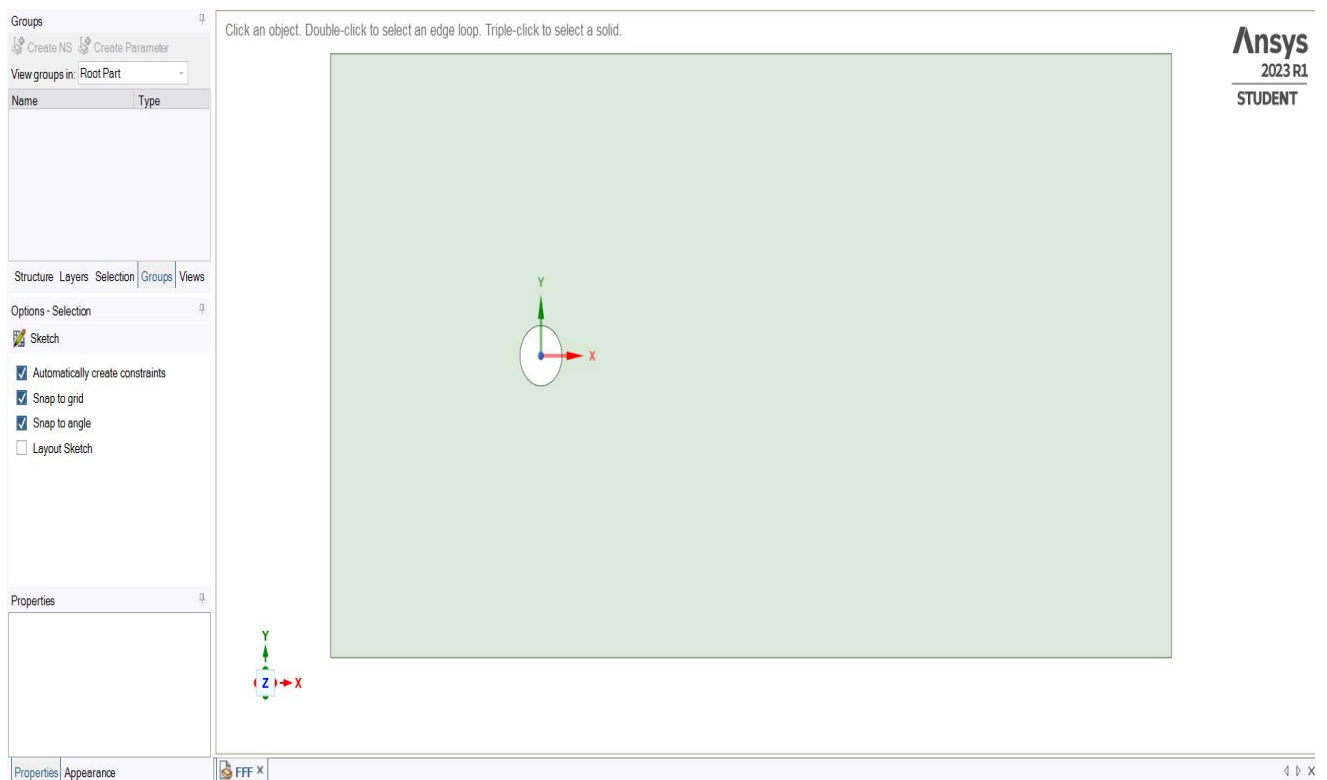 Groups
Create NS Create Parameter
View groups in: Root Part
Name Type
Structure Layers Selection Groups Views
Options - Selection
Sketch
Automatically create constraints
Snap to grid
Snap to angle
Layout Sketch
Properties
Properties Appearance
Click an object. Double-click to select an edge loop. Triple-click to select a solid.
Ansys
2023 R1
STUDENT
Y
X
Y
Z X
FFF